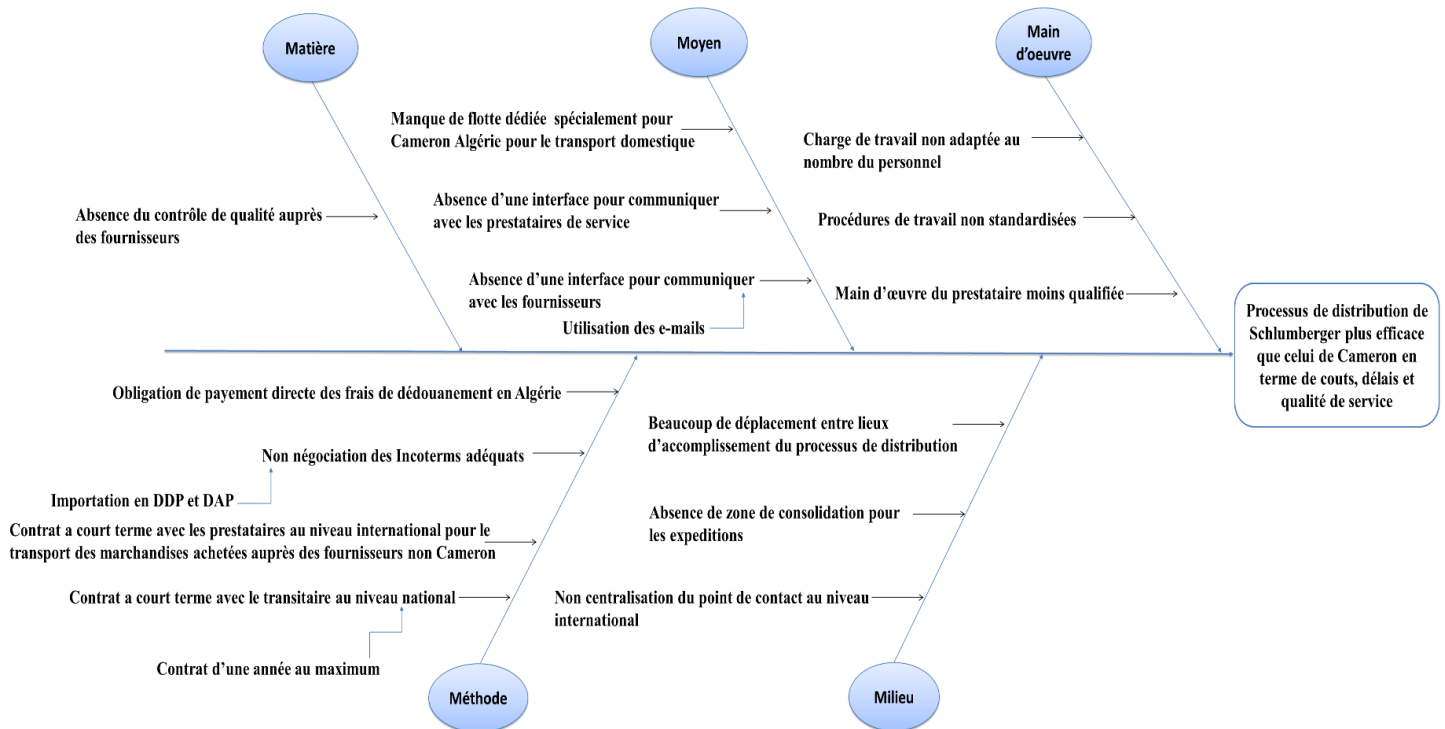 Matière
Moyen
Main
d'oeuvre
Manque de flotte dédiée spécialement pour
Cameron Algérie pour le transport domestique
Charge de travail non adaptée au
nombre du personnel
Absence du contrôle de qualité auprès
des fournisseurs
Absence d'une interface pour communiquer
avec les prestataires de service
Procédures de travail non standardisées
Absence d'une interface pour communiquer
avec les fournisseurs
Utilisation des e-mails
Main d'œuvre du prestataire moins qualifiée
Processus de distribution de
Schlumberger plus efficace
que celui de Cameron en
terme de couts, délais et
qualité de service
Obligation de payement directe des frais de dédouanement en Algérie
Non négociation des Incoterms adéquats
Importation en DDP et DAP
Contrat a court terme avec les prestataires au niveau international pour le
transport des marchandises achetées auprès des fournisseurs non Cameron
Contrat a court terme avec le transitaire au niveau national
Contrat d'une année au maximum
Beaucoup de déplacement entre lieux
d'accomplissement du processus de distribution
Absence de zone de consolidation pour
les expeditions
Non centralisation du point de contact au niveau
international
Méthode
Milieu